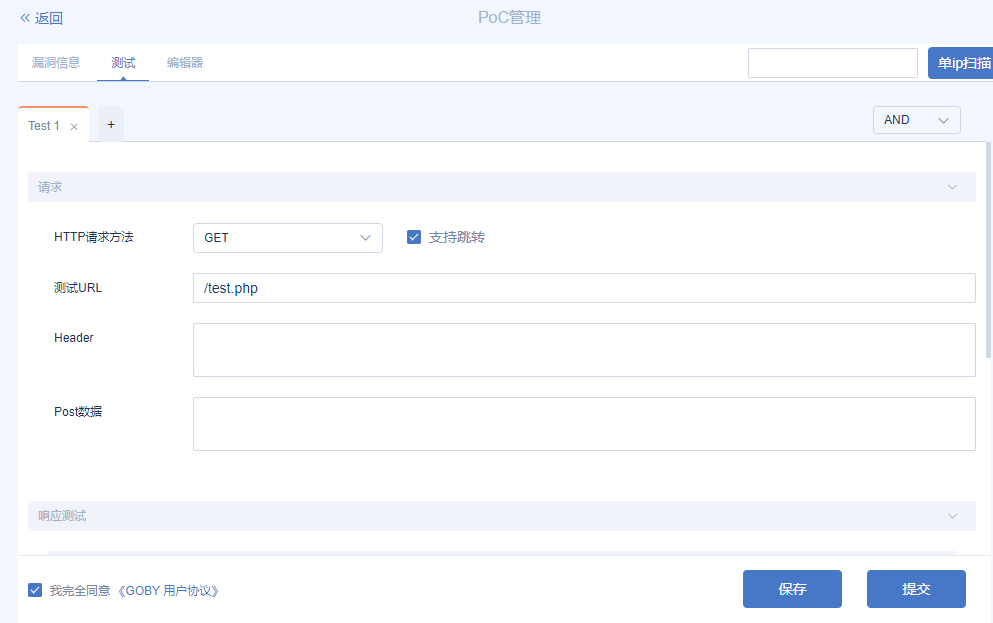 « 返回
PoC管理
漏洞信息 测试 编辑器 单ip扫描
Test 1 × + AND
请求
HTTP请求方法 GET 支持跳转
测试URL /test.php
Header
Post数据
响应测试
我完全同意 《GOBY 用户协议》 保存 提交